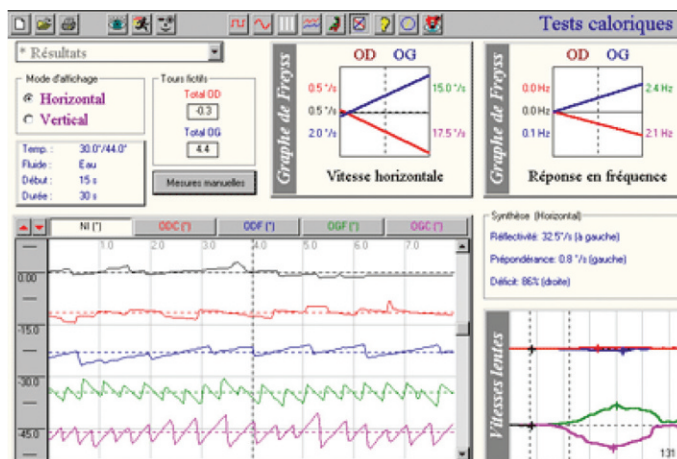 Tests caloriques
* Résultats
Mode d'affichage
Horizontal
Vertical
Tours fictifs
Total OD
-0.3
Total OG
4.4
Temp. : 30.0°/44.0°
Fluide : Eau
Début : 15 s
Durée : 30 s
Mesures manuelles
Graphe de Freyss
OD OG
0.5 °/s 15.0 °/s
0.5 °/s
2.0 °/s 17.5 °/s
Vitesse horizontale
Graphe de Freyss
OD OG
0.0 Hz 2.4 Hz
0.0 Hz
0.1 Hz 2.1 Hz
Réponse en fréquence
NI (°) ODC (°) ODF (°) OGF (°) OGC (°)
1.0 2.0 3.0 4.0 5.0 6.0 7.0
0.00
-15.0
-30.0
-45.0
Synthèse (Horizontal)
Réflectivité: 32.5°/s (à gauche)
Prépondérance: 0.8 °/s (gauche)
Déficit: 86% (droite)
Vitesses lentes
131